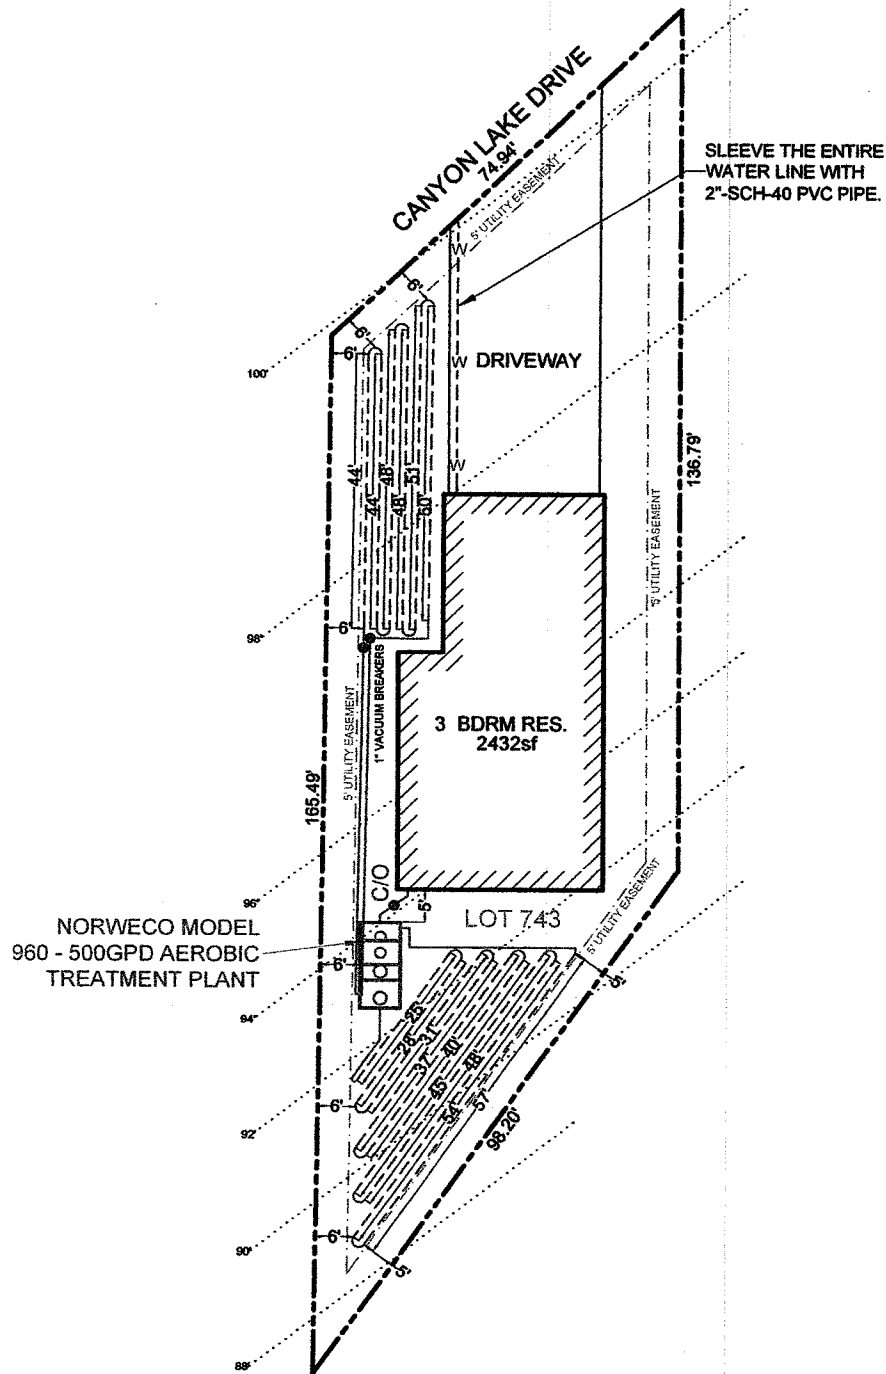 CANYON LAKE DRIVE
74.94'
5' UTILITY EASEMENT
SLEEVE THE ENTIRE
WATER LINE WITH
2"-SCH-40 PVC PIPE.
W
6'
6'
6'
100'
W
DRIVEWAY
W
136.79'
5' UTILITY EASEMENT
44'
44'
48'
48'
51'
50'
98'
6'
1" VACUUM BREAKERS
5' UTILITY EASEMENT
3 BDRM RES.
2432sf
165.49'
96'
C/O
5'
LOT 743
5' UTILITY EASEMENT
NORWECO MODEL
960 - 500GPD AEROBIC
TREATMENT PLANT
6'
5'
94'
25'
28'
31'
37'
40'
45'
48'
54'
57'
98.20'
6'
92'
6'
90'
5'
88'